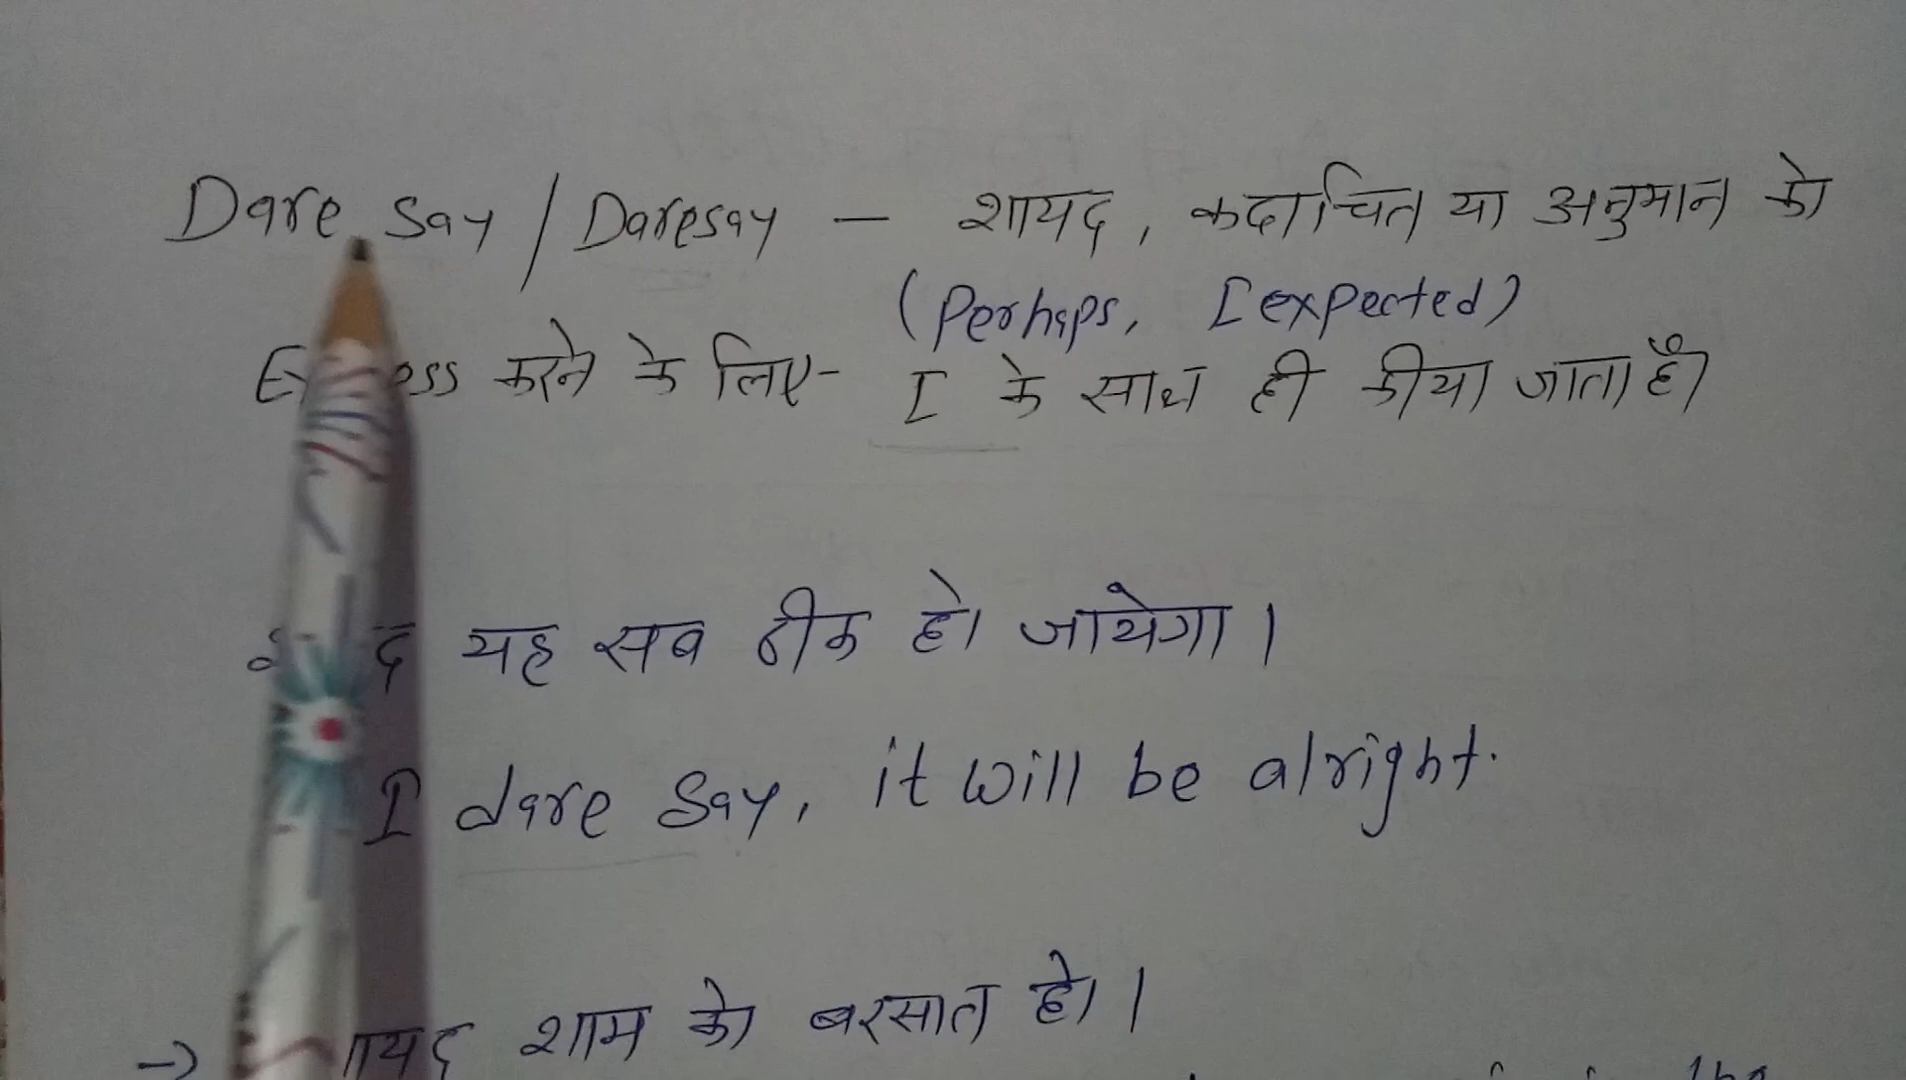 Dare say / Daresay — शायद, कदाचित या अनुमान को
(Perhaps, I expected)
करने के लिए- I के साथ ही कीया जाता है।
यह सब ठीक हो जायेगा।
I dare say, it will be alright.
→ शाम को बरसात हो।